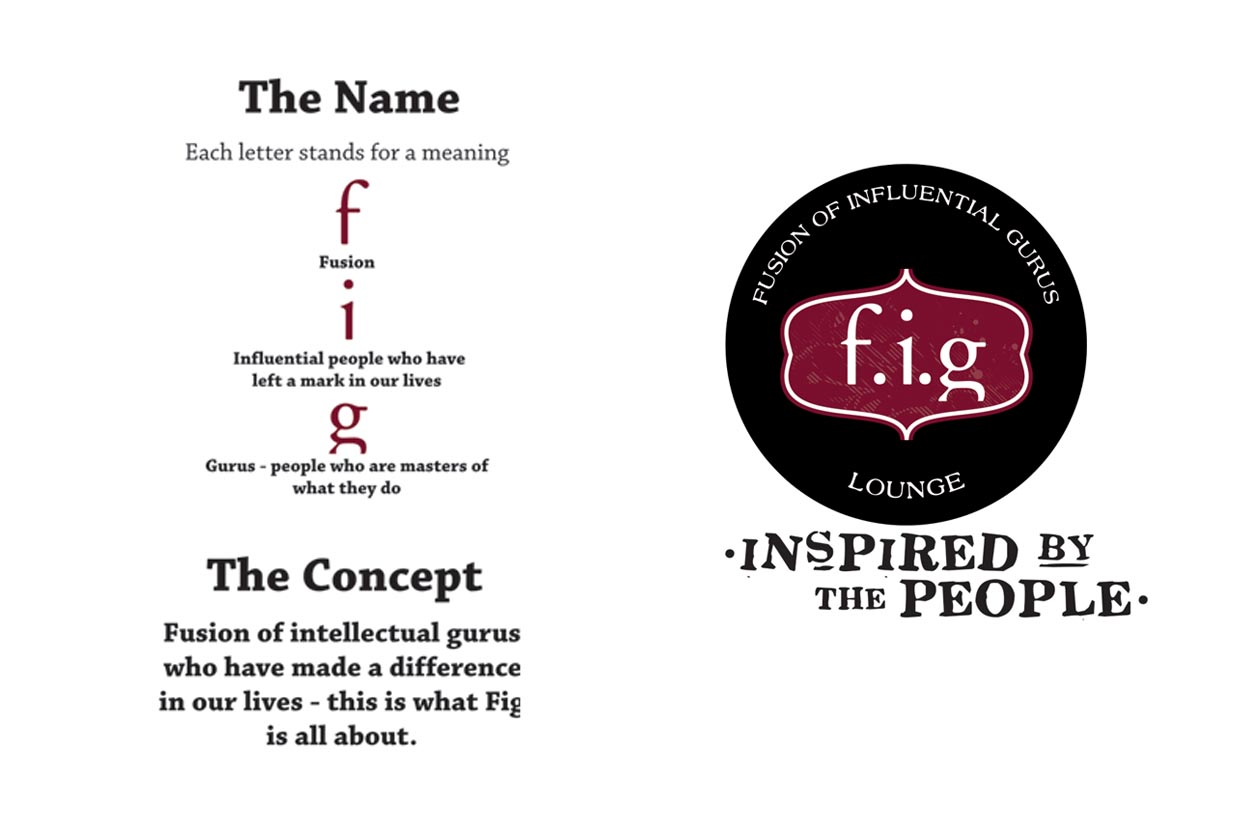 The Name
Each letter stands for a meaning
f
Fusion
i
Influential people who have
left a mark in our lives
g
Gurus - people who are masters of
what they do
The Concept
Fusion of intellectual gurus
who have made a difference
in our lives - this is what Fig
is all about.
FUSION OF INFLUENTIAL GURUS
f.i.g
LOUNGE
·INSPIRED BY
THE PEOPLE·